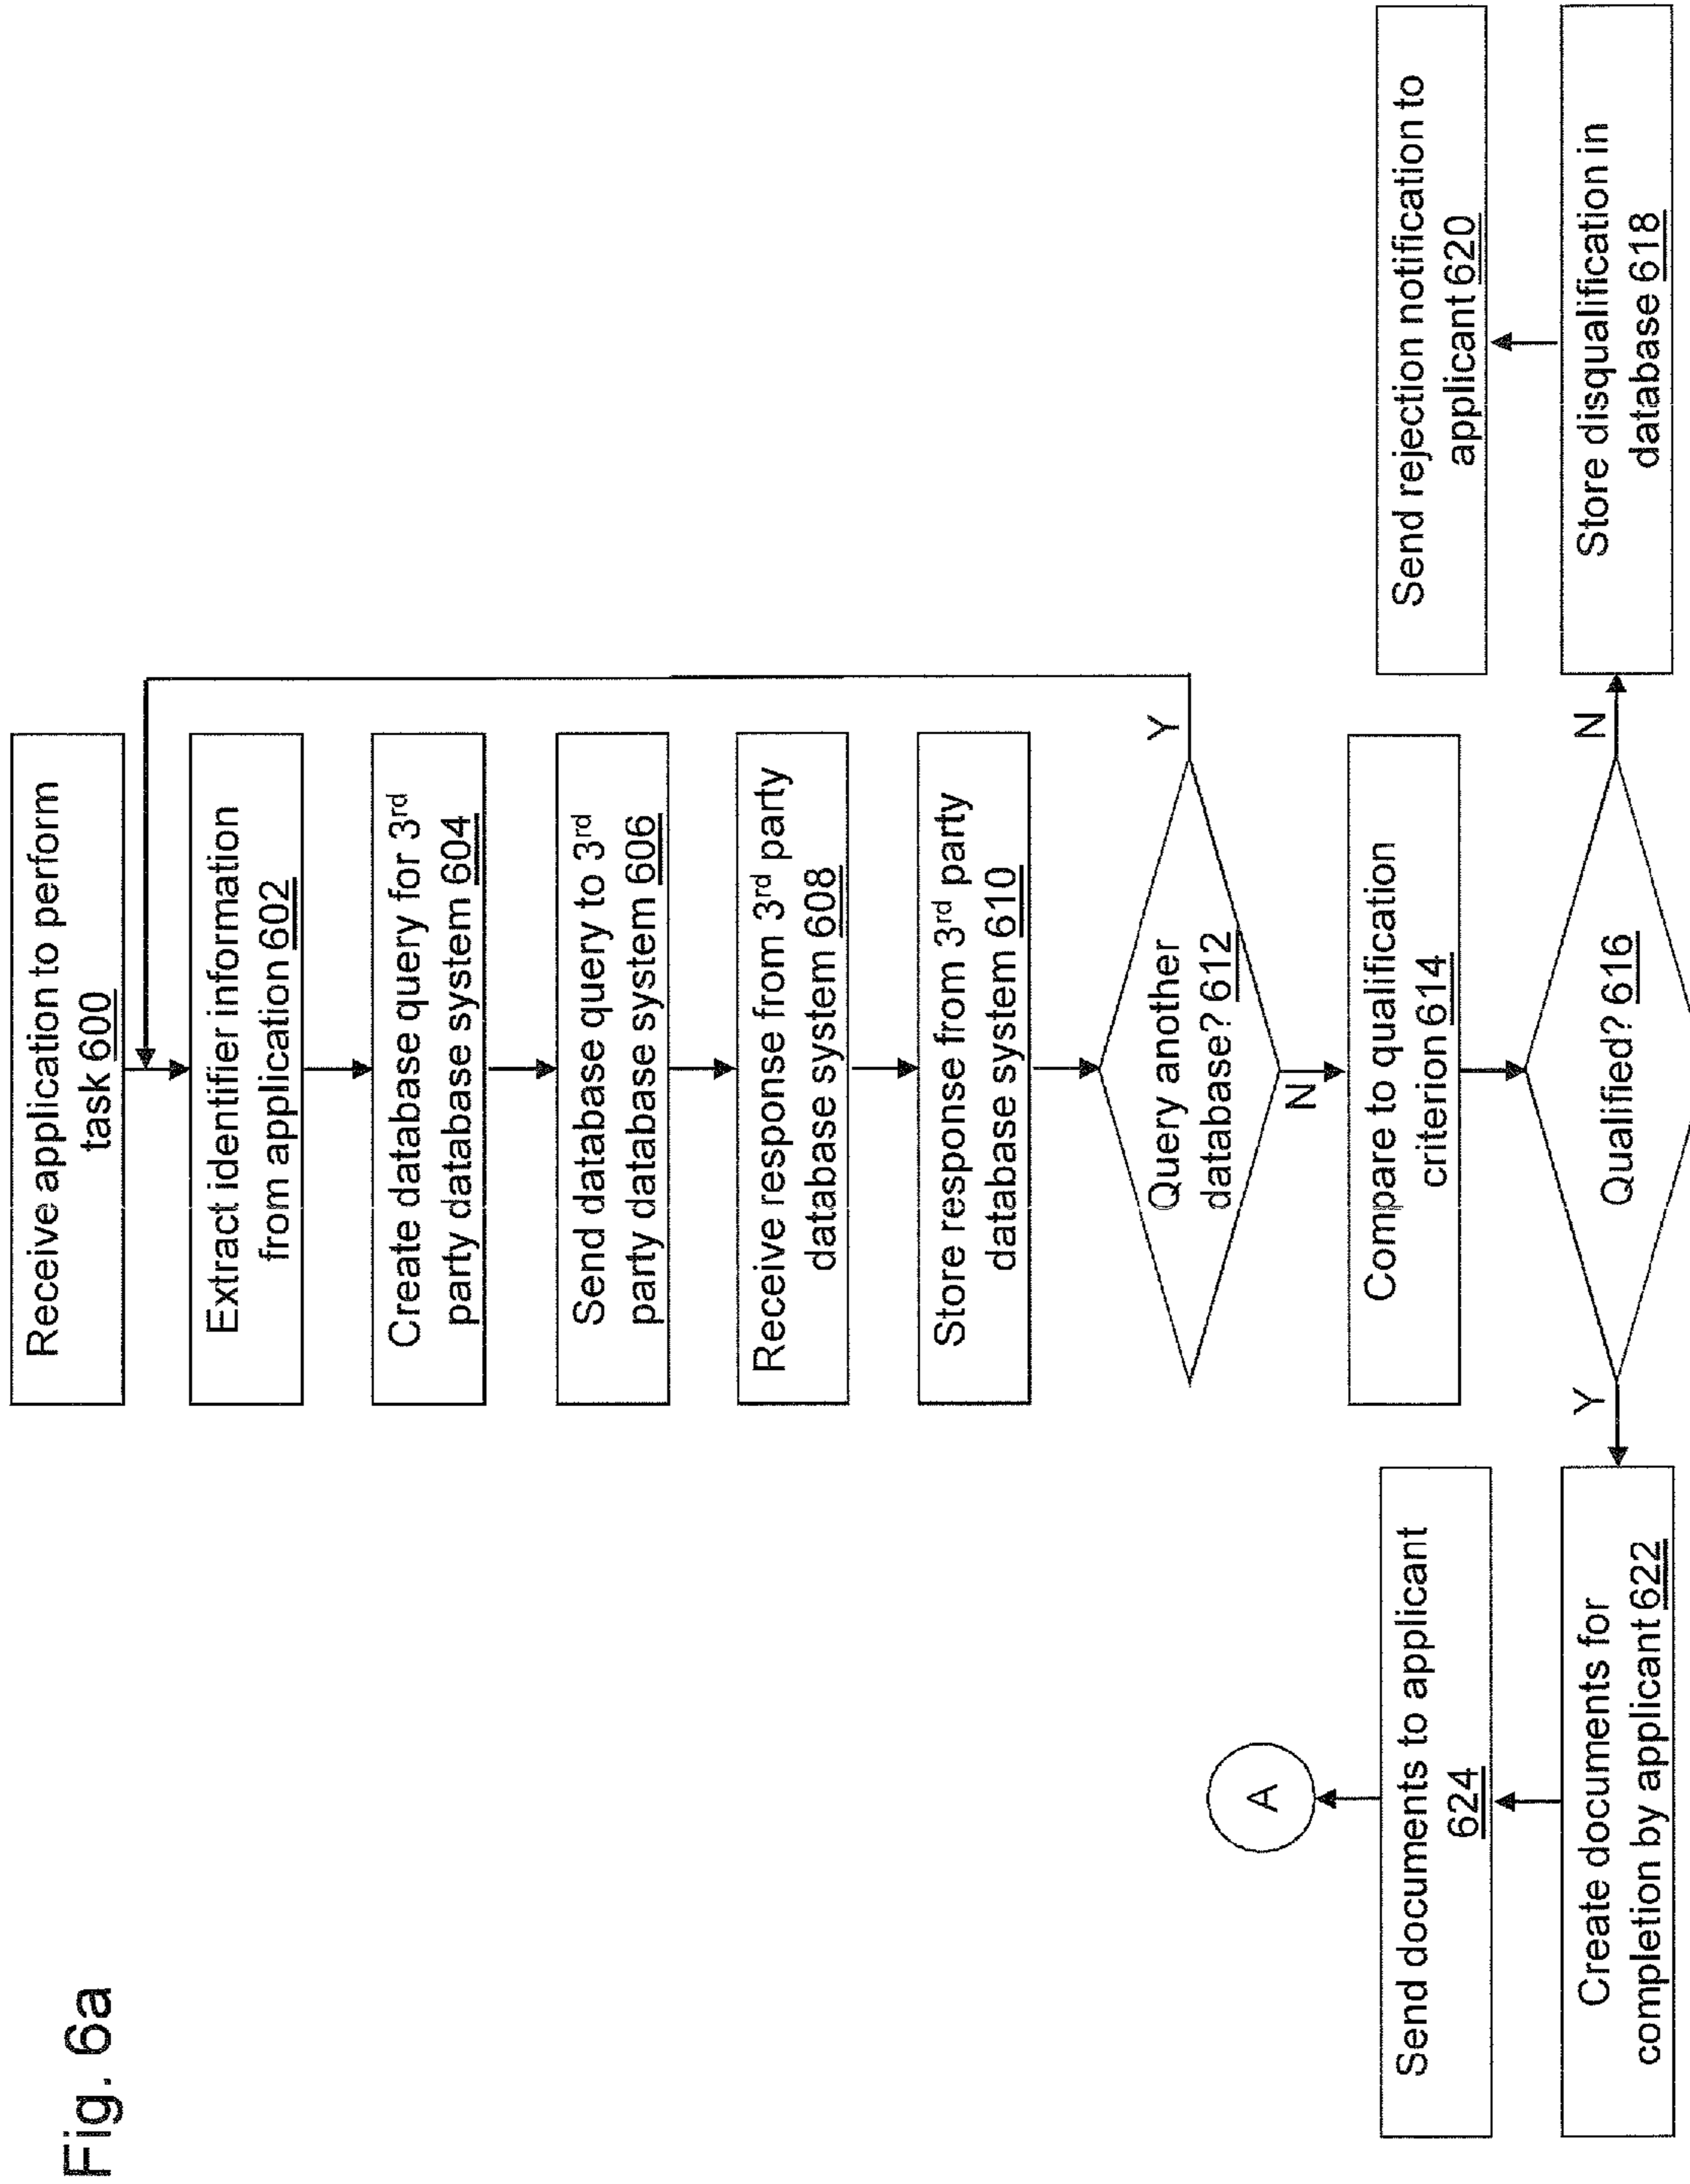 Fig. 6a
Receive application to perform
task 600
Extract identifier information
from application 602
Create database query for 3rd
party database system 604
Send database query to 3rd
party database system 606
Receive response from 3rd party
database system 608
Store response from 3rd party
database system 610
Query another
database? 612
Y
N
Compare to qualification
criterion 614
Qualified? 616
Y
N
Create documents for
completion by applicant 622
Send documents to applicant
624
A
Store disqualification in
database 618
Send rejection notification to
applicant 620